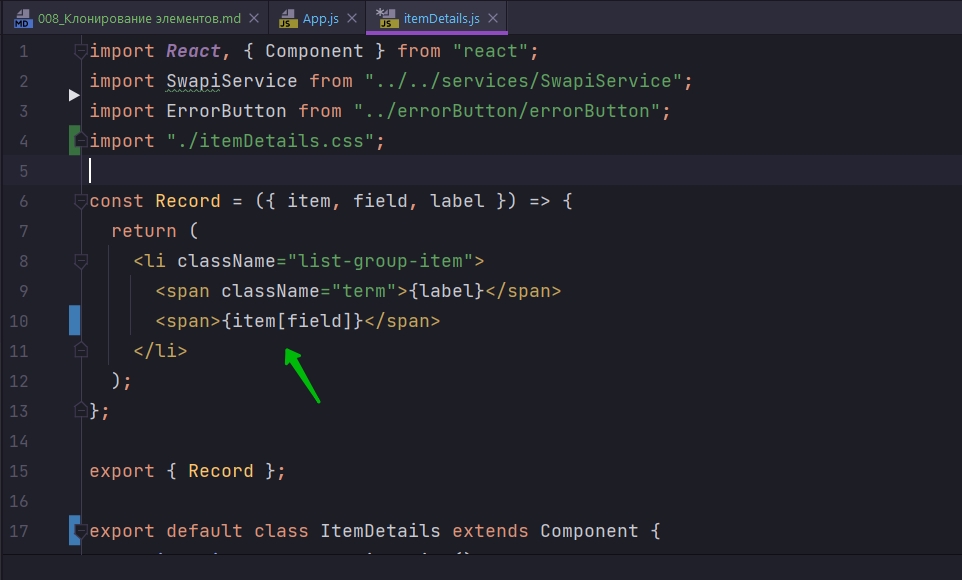 008_Клонирование элементов.md App.js itemDetails.js
1 import React, { Component } from "react";
2 import SwapiService from "../../services/SwapiService";
3 import ErrorButton from "../errorButton/errorButton";
4 import "./itemDetails.css";
5
6 const Record = ({ item, field, label }) => {
7 return (
8 <li className="list-group-item">
9 <span className="term">{label}</span>
10 <span>{item[field]}</span>
11 </li>
12 );
13 };
14
15 export { Record };
16
17 export default class ItemDetails extends Component {